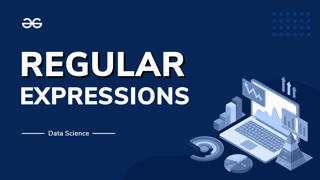 REGULAR
EXPRESSIONS
Data Science